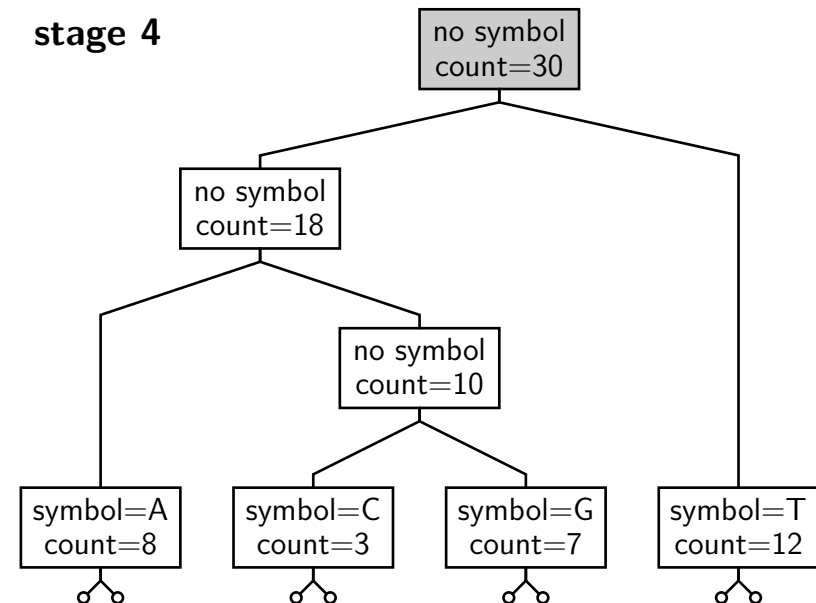 stage 4
no symbol
count=30
no symbol
count=18
no symbol
count=10
symbol=A
count=8
symbol=C
count=3
symbol=G
count=7
symbol=T
count=12